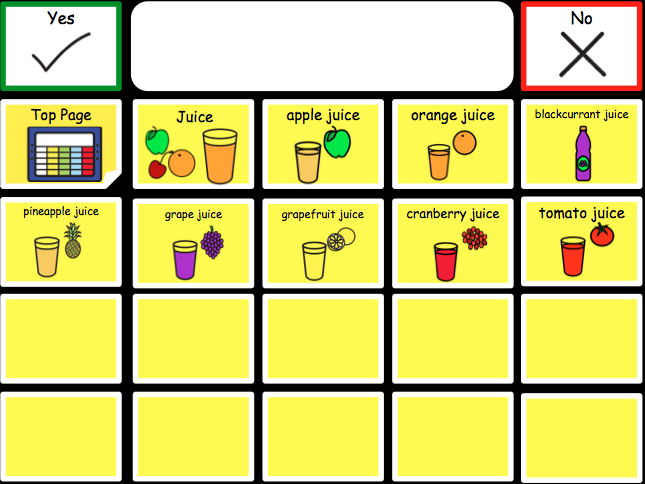 Yes
No
Top Page
Juice
apple juice
orange juice
blackcurrant juice
pineapple juice
grape juice
grapefruit juice
cranberry juice
tomato juice